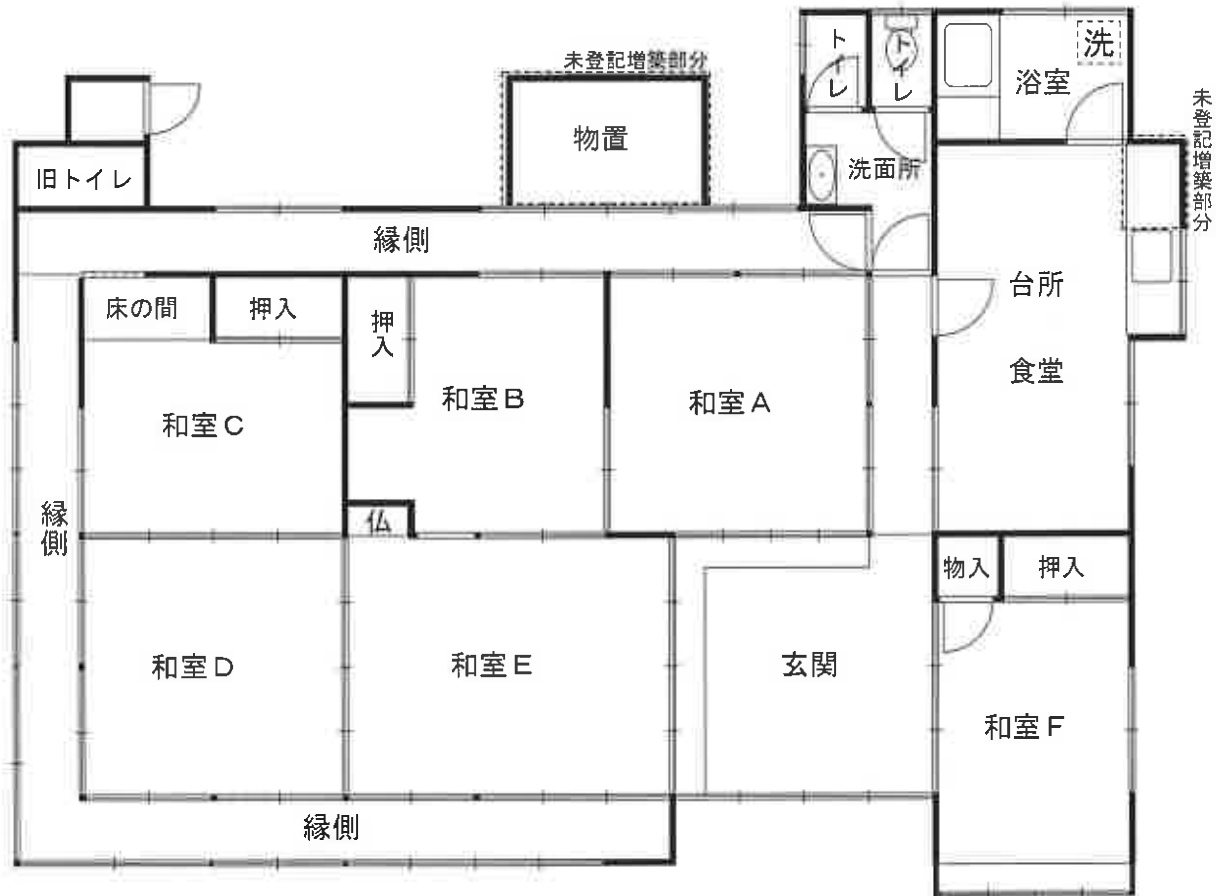 未登記増築部分
トイレ
トイレ
洗
浴室
未登記増築部分
物置
旧トイレ
洗面所
縁側
床の間
押入
押入
和室B
和室A
和室C
台所
食堂
縁側
仏
物入
押入
和室D
和室E
玄関
和室F
縁側